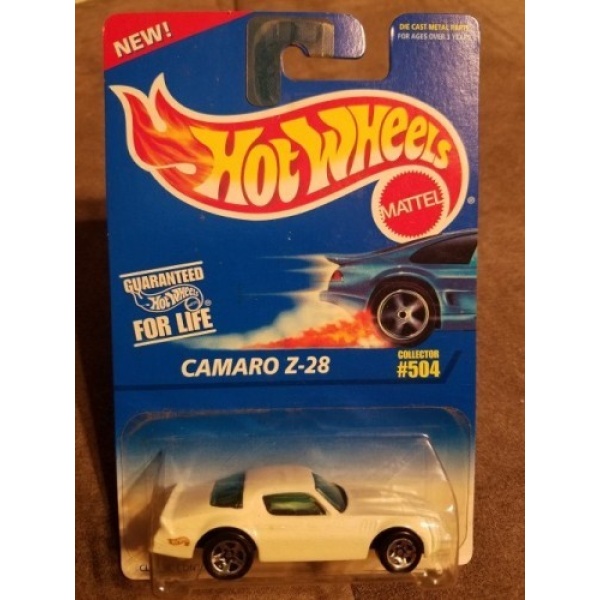 NEW!
DIE CAST METAL PARTS
FOR AGES OVER 3 YEARS
HOT WHEELS
MATTEL
®
GUARANTEED
Hot Wheels ®
FOR LIFE
COLLECTOR
CAMARO Z-28 #504